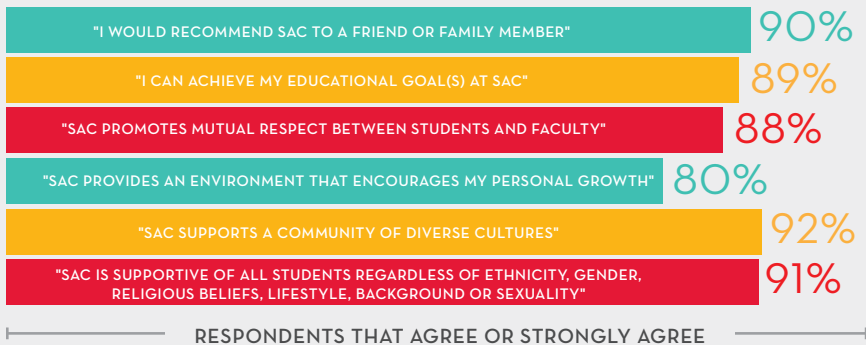 "I WOULD RECOMMEND SAC TO A FRIEND OR FAMILY MEMBER" 90%
"I CAN ACHIEVE MY EDUCATIONAL GOAL(S) AT SAC" 89%
"SAC PROMOTES MUTUAL RESPECT BETWEEN STUDENTS AND FACULTY" 88%
"SAC PROVIDES AN ENVIRONMENT THAT ENCOURAGES MY PERSONAL GROWTH" 80%
"SAC SUPPORTS A COMMUNITY OF DIVERSE CULTURES" 92%
"SAC IS SUPPORTIVE OF ALL STUDENTS REGARDLESS OF ETHNICITY, GENDER,
RELIGIOUS BELIEFS, LIFESTYLE, BACKGROUND OR SEXUALITY" 91%
RESPONDENTS THAT AGREE OR STRONGLY AGREE